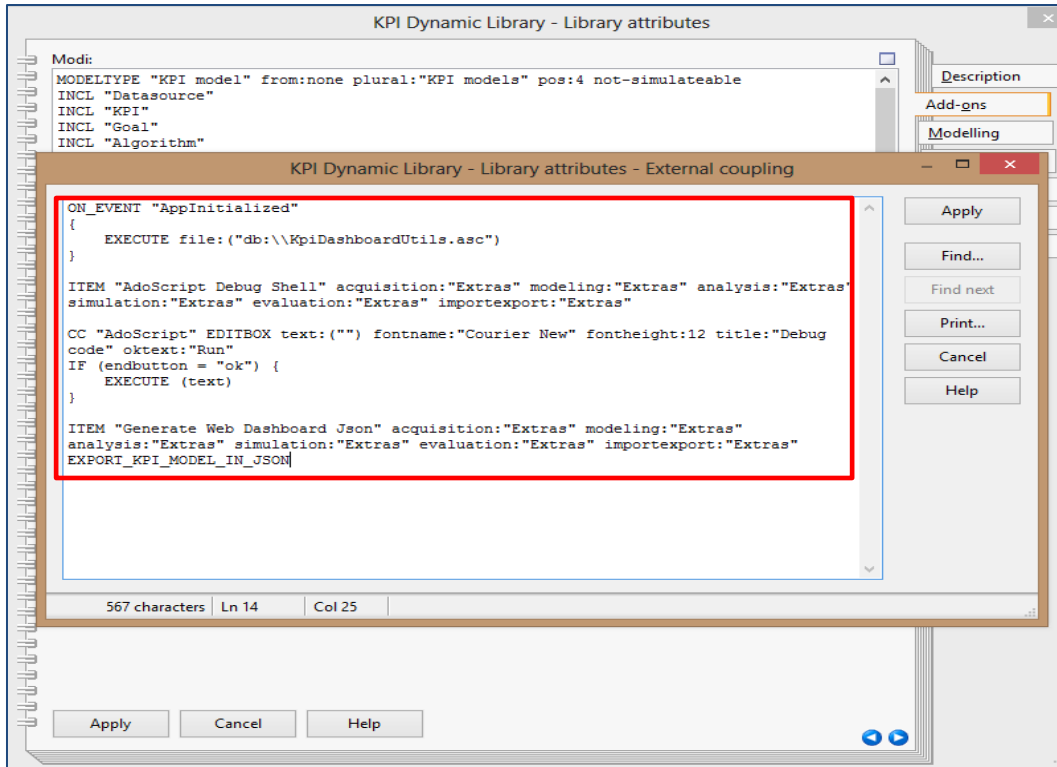 KPI Dynamic Library - Library attributes
Modi:
MODELTYPE "KPI model" from:none plural:"KPI models" pos:4 not-simulateable
INCL "Datasource"
INCL "KPI"
INCL "Goal"
INCL "Algorithm"
Description
Add-ons
Modelling
KPI Dynamic Library - Library attributes - External coupling
ON_EVENT "AppInitialized"
{
EXECUTE file:("db:\\KpiDashboardUtils.asc")
}
ITEM "AdoScript Debug Shell" acquisition:"Extras" modeling:"Extras" analysis:"Extras"
simulation:"Extras" evaluation:"Extras" importexport:"Extras"
CC "AdoScript" EDITBOX text:("") fontname:"Courier New" fontheight:12 title:"Debug
code" oktext:"Run"
IF (endbutton = "ok") {
EXECUTE (text)
}
ITEM "Generate Web Dashboard Json" acquisition:"Extras" modeling:"Extras"
analysis:"Extras" simulation:"Extras" evaluation:"Extras" importexport:"Extras"
EXPORT_KPI_MODEL_IN_JSON
Apply
Find...
Find next
Print...
Cancel
Help
567 characters Ln 14 Col 25
Apply Cancel Help